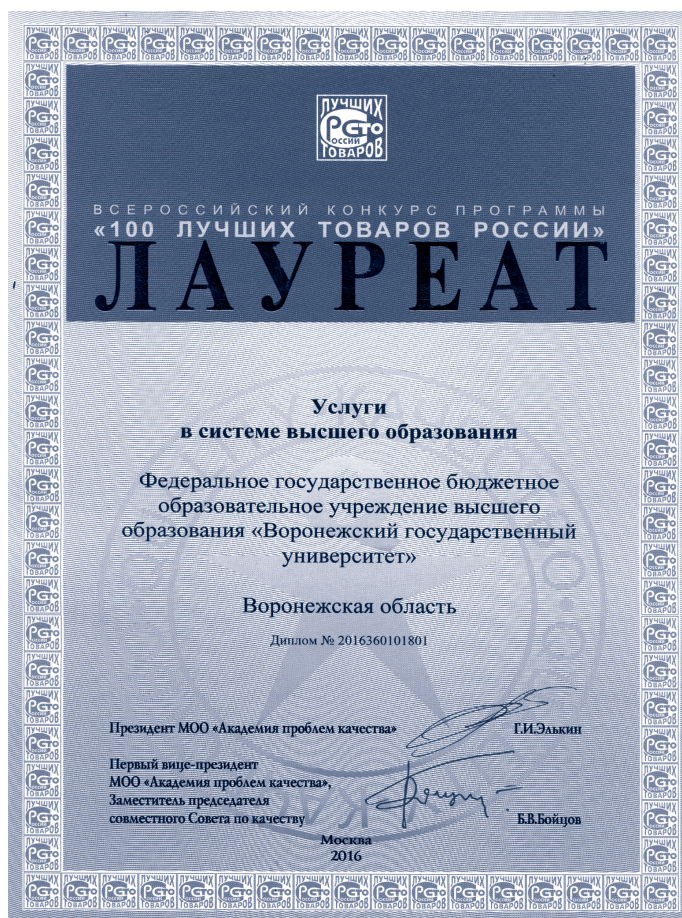 ЛУЧШИХ
РСТО
РОССИИ
ТОВАРОВ
ВСЕРОССИЙСКИЙ КОНКУРС ПРОГРАММЫ
«100 ЛУЧШИХ ТОВАРОВ РОССИИ»
ЛАУРЕАТ
Услуги
в системе высшего образования
Федеральное государственное бюджетное
образовательное учреждение высшего
образования «Воронежский государственный
университет»
Воронежская область
Диплом № 2016360101801
Президент МОО «Академия проблем качества» Г.И.Элькин
Первый вице-президент
МОО «Академия проблем качества»,
Заместитель председателя
совместного Совета по качеству Б.В.Бойцов
Москва
2016